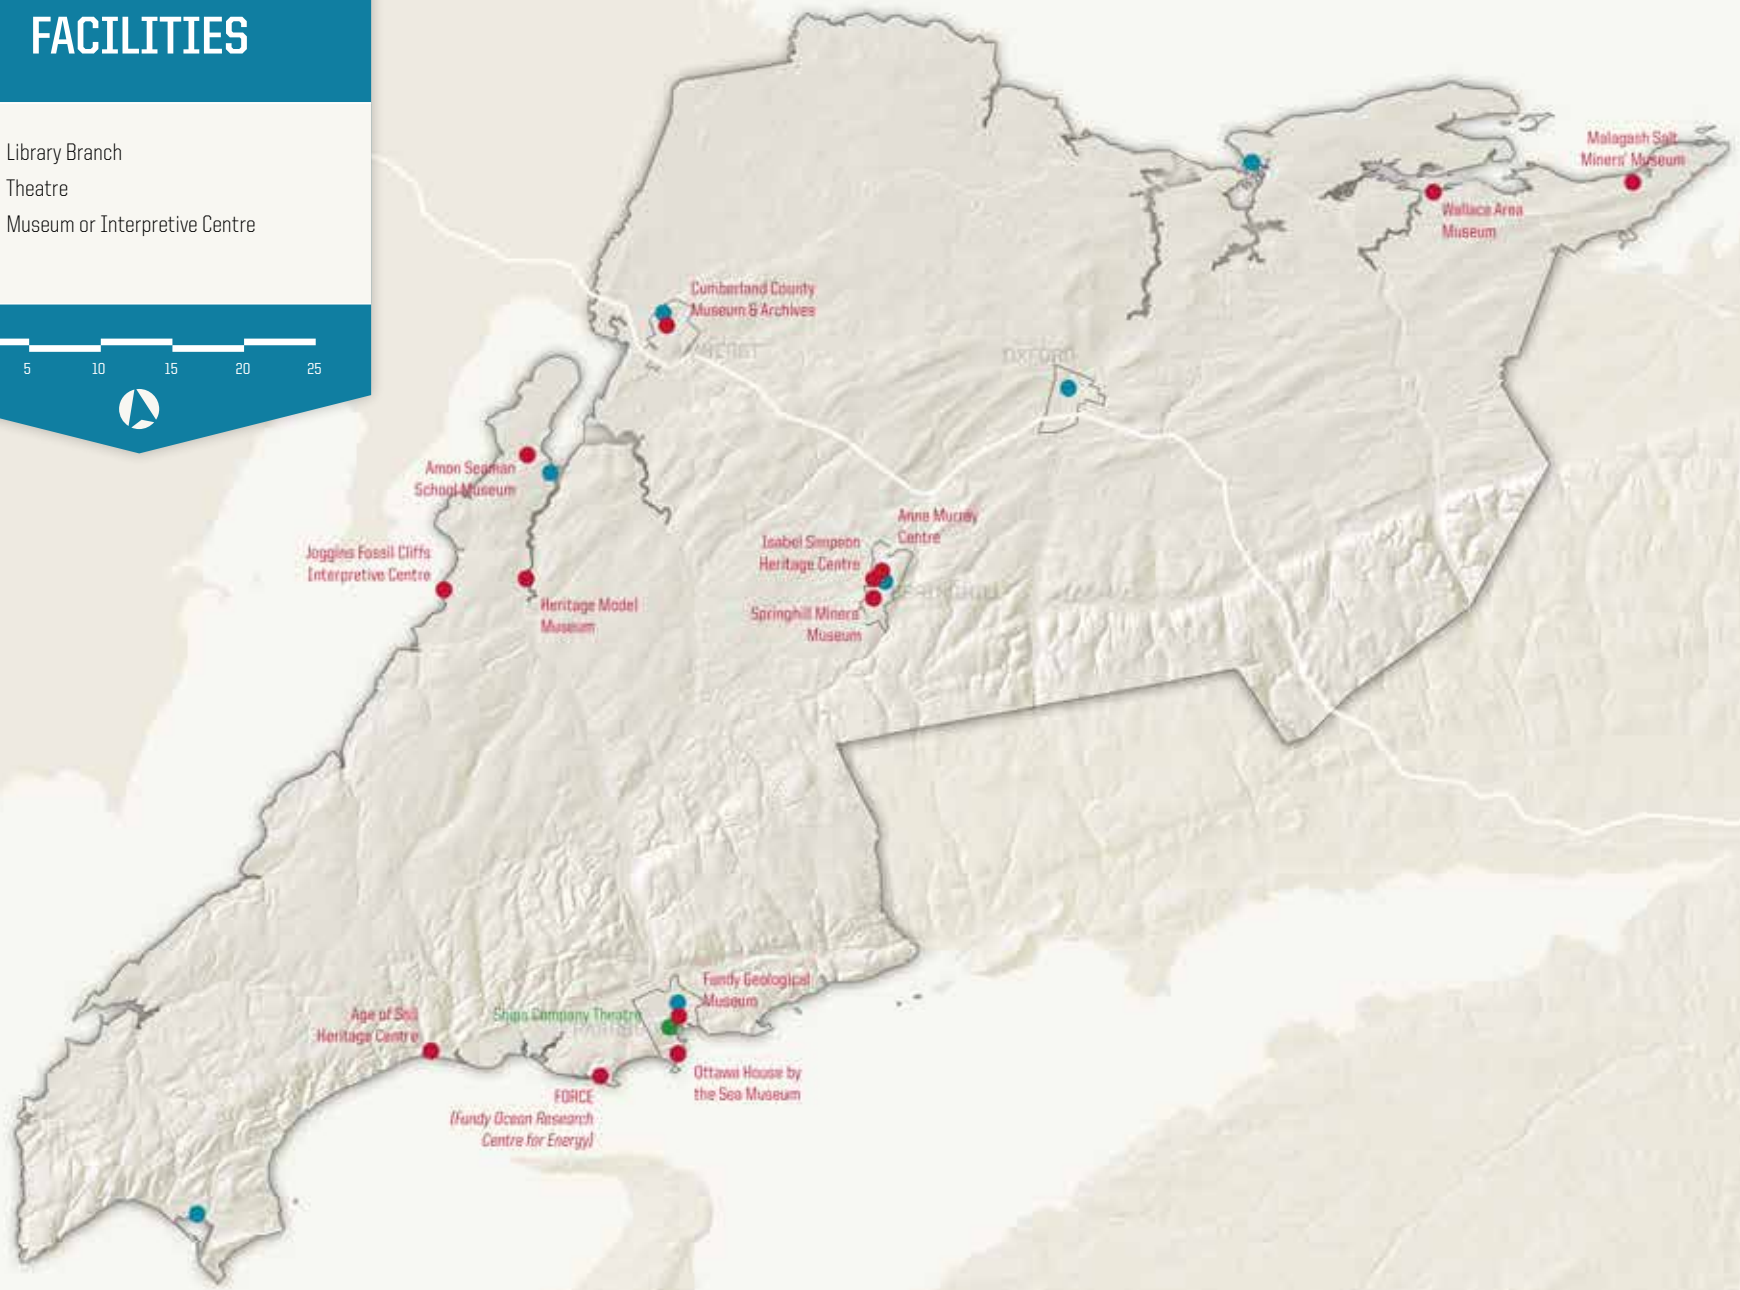 FACILITIES
Library Branch
Theatre
Museum or Interpretive Centre
5 10 15 20 25
Malagash Salt
Miners' Museum
Wallace Area
Museum
Cumberland County
Museum & Archives
OXFORD
Amon Seaman
School Museum
Anne Murray
Centre
Isabel Simpson
Heritage Centre
Joggins Fossil Cliffs
Interpretive Centre
Heritage Model
Museum
Springhill Miners'
Museum
Fundy Geological
Museum
Ships Company Theatre
Age of Sail
Heritage Centre
Ottawa House by
the Sea Museum
FORCE
(Fundy Ocean Research
Centre for Energy)